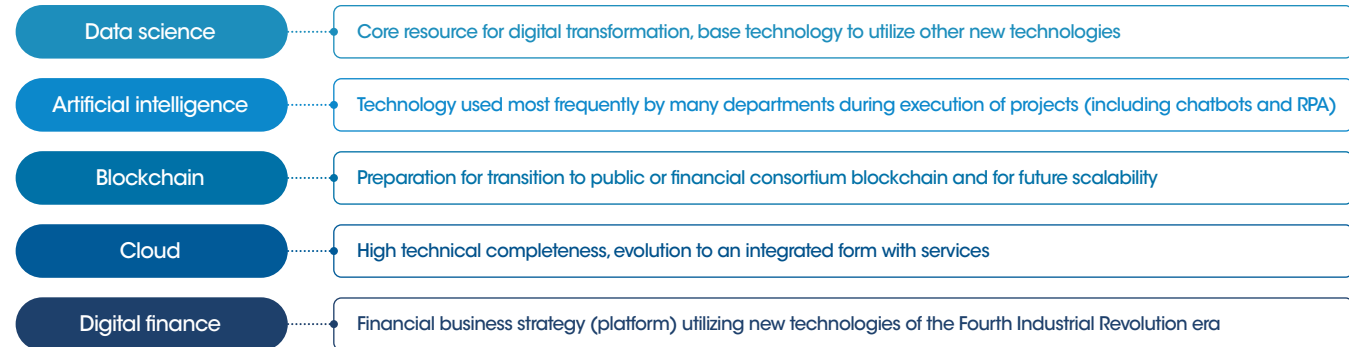 Data science
Core resource for digital transformation, base technology to utilize other new technologies
Artificial intelligence
Technology used most frequently by many departments during execution of projects (including chatbots and RPA)
Blockchain
Preparation for transition to public or financial consortium blockchain and for future scalability
Cloud
High technical completeness, evolution to an integrated form with services
Digital finance
Financial business strategy (platform) utilizing new technologies of the Fourth Industrial Revolution era